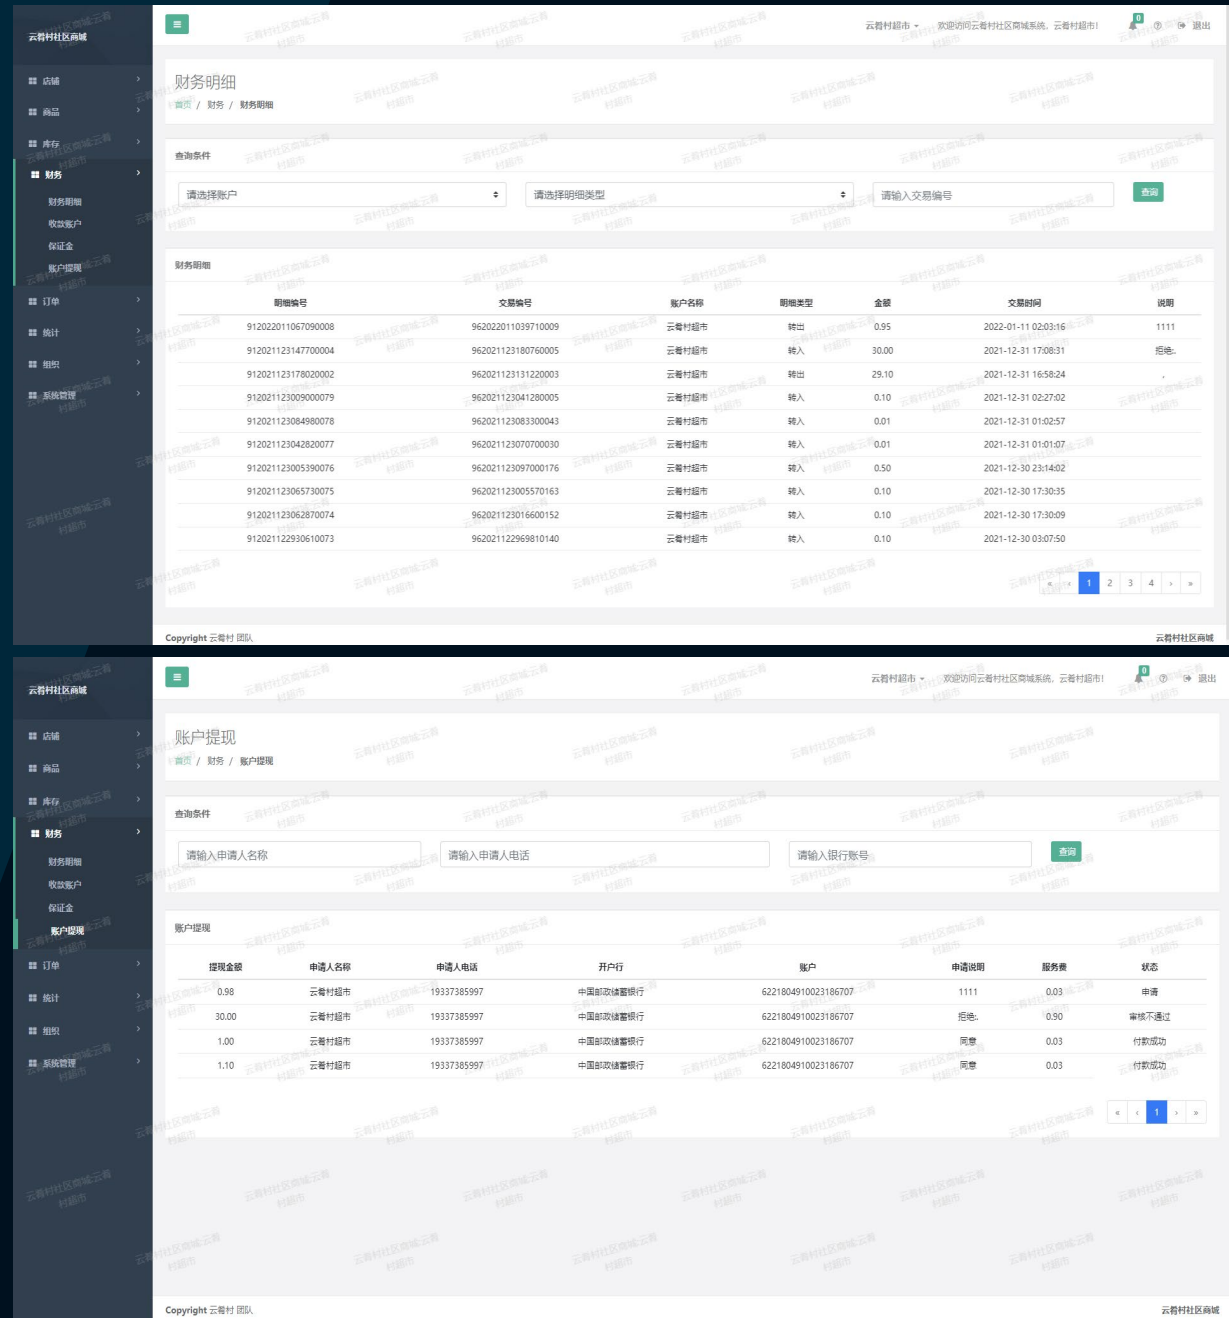 云肴村社区商城
云肴村超市 欢迎访问云肴村社区商城系统，云肴村超市! 0 退出
店铺
商品
库存
财务
财务明细
收款账户
保证金
账户提现
订单
统计
组织
系统管理
财务明细
首页 / 财务 / 财务明细
查询条件
请选择账户 请选择明细类型 请输入交易编号 查询
财务明细
明细编号 交易编号 账户名称 明细类型 金额 交易时间 说明
912022011067090008 962022011039710009 云肴村超市 转出 0.95 2022-01-11 02:03:16 1111
912021123147700004 962021123180760005 云肴村超市 转入 30.00 2021-12-31 17:08:31 拒绝:.
912021123178020002 962021123131220003 云肴村超市 转出 29.10 2021-12-31 16:58:24 ,
912021123009000079 962021123041280005 云肴村超市 转入 0.10 2021-12-31 02:27:02
912021123084980078 962021123083300043 云肴村超市 转入 0.01 2021-12-31 01:02:57
912021123042820077 962021123070700030 云肴村超市 转入 0.01 2021-12-31 01:01:07
912021123005390076 962021123097000176 云肴村超市 转入 0.50 2021-12-30 23:14:02
912021123065730075 962021123005570163 云肴村超市 转入 0.10 2021-12-30 17:30:35
912021123062870074 962021123016600152 云肴村超市 转入 0.10 2021-12-30 17:30:09
912021122930610073 962021122969810140 云肴村超市 转入 0.10 2021-12-30 03:07:50
« ‹ 1 2 3 4 › »
Copyright 云肴村 团队 云肴村社区商城
云肴村社区商城
云肴村超市 欢迎访问云肴村社区商城系统，云肴村超市! 0 退出
店铺
商品
库存
财务
财务明细
收款账户
保证金
账户提现
订单
统计
组织
系统管理
账户提现
首页 / 财务 / 账户提现
查询条件
请输入申请人名称 请输入申请人电话 请输入银行账号 查询
账户提现
提现金额 申请人名称 申请人电话 开户行 账户 申请说明 服务费 状态
0.98 云肴村超市 19337385997 中国邮政储蓄银行 6221804910023186707 1111 0.03 申请
30.00 云肴村超市 19337385997 中国邮政储蓄银行 6221804910023186707 拒绝:. 0.90 审核不通过
1.00 云肴村超市 19337385997 中国邮政储蓄银行 6221804910023186707 同意 0.03 付款成功
1.10 云肴村超市 19337385997 中国邮政储蓄银行 6221804910023186707 同意 0.03 付款成功
« ‹ 1 › »
Copyright 云肴村 团队 云肴村社区商城